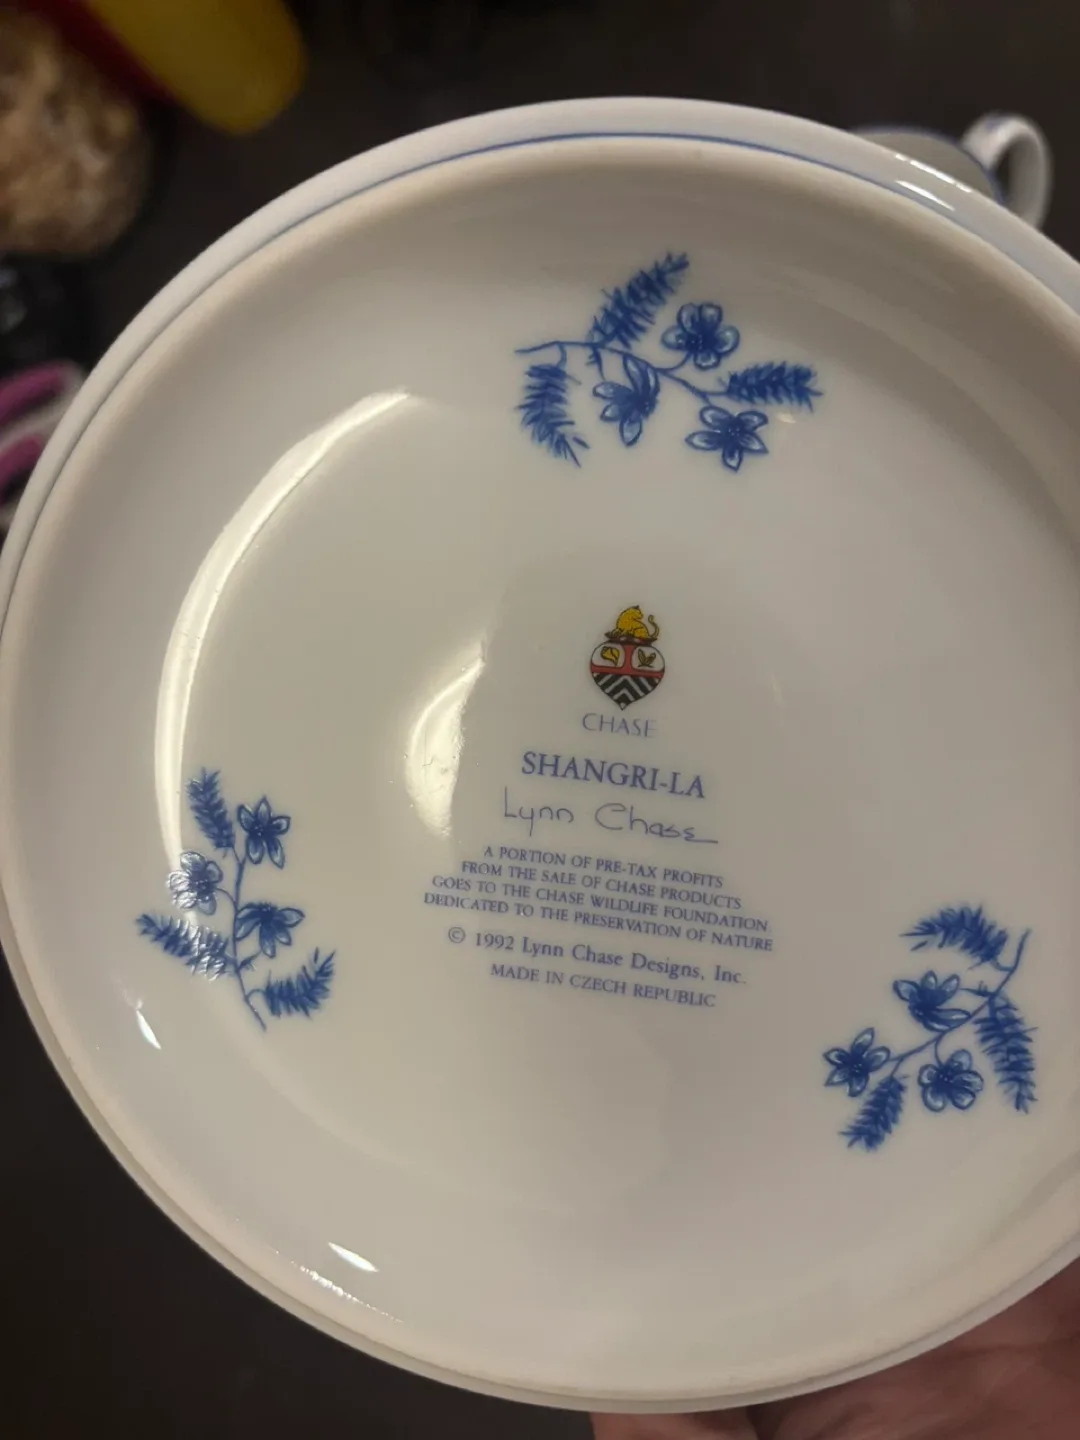 CHASE
SHANGRI-LA
Lynn Chase
A PORTION OF PRE-TAX PROFITS
FROM THE SALE OF CHASE PRODUCTS
GOES TO THE CHASE WILDLIFE FOUNDATION
DEDICATED TO THE PRESERVATION OF NATURE
© 1992 Lynn Chase Designs, Inc.
MADE IN CZECH REPUBLIC